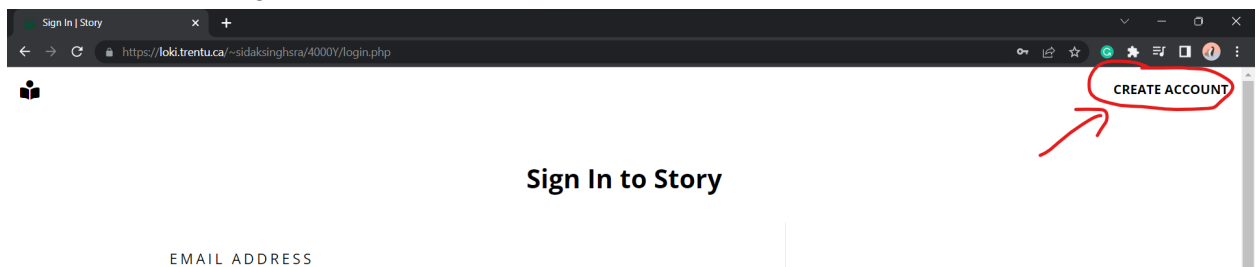 Sign In | Story
https://loki.trentu.ca/~sidaksinghsra/4000Y/login.php
CREATE ACCOUNT
Sign In to Story
EMAIL ADDRESS